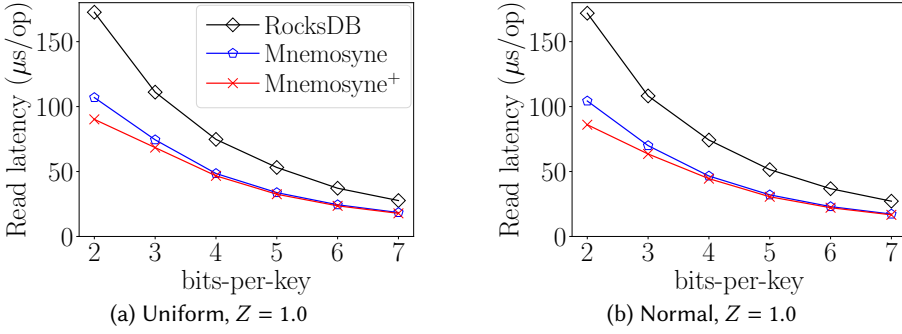 Read latency (μs/op)
150
100
50
0
RocksDB
Mnemosyne
Mnemosyne⁺
2 3 4 5 6 7
bits-per-key
(a) Uniform, Z = 1.0
Read latency (μs/op)
150
100
50
0
2 3 4 5 6 7
bits-per-key
(b) Normal, Z = 1.0